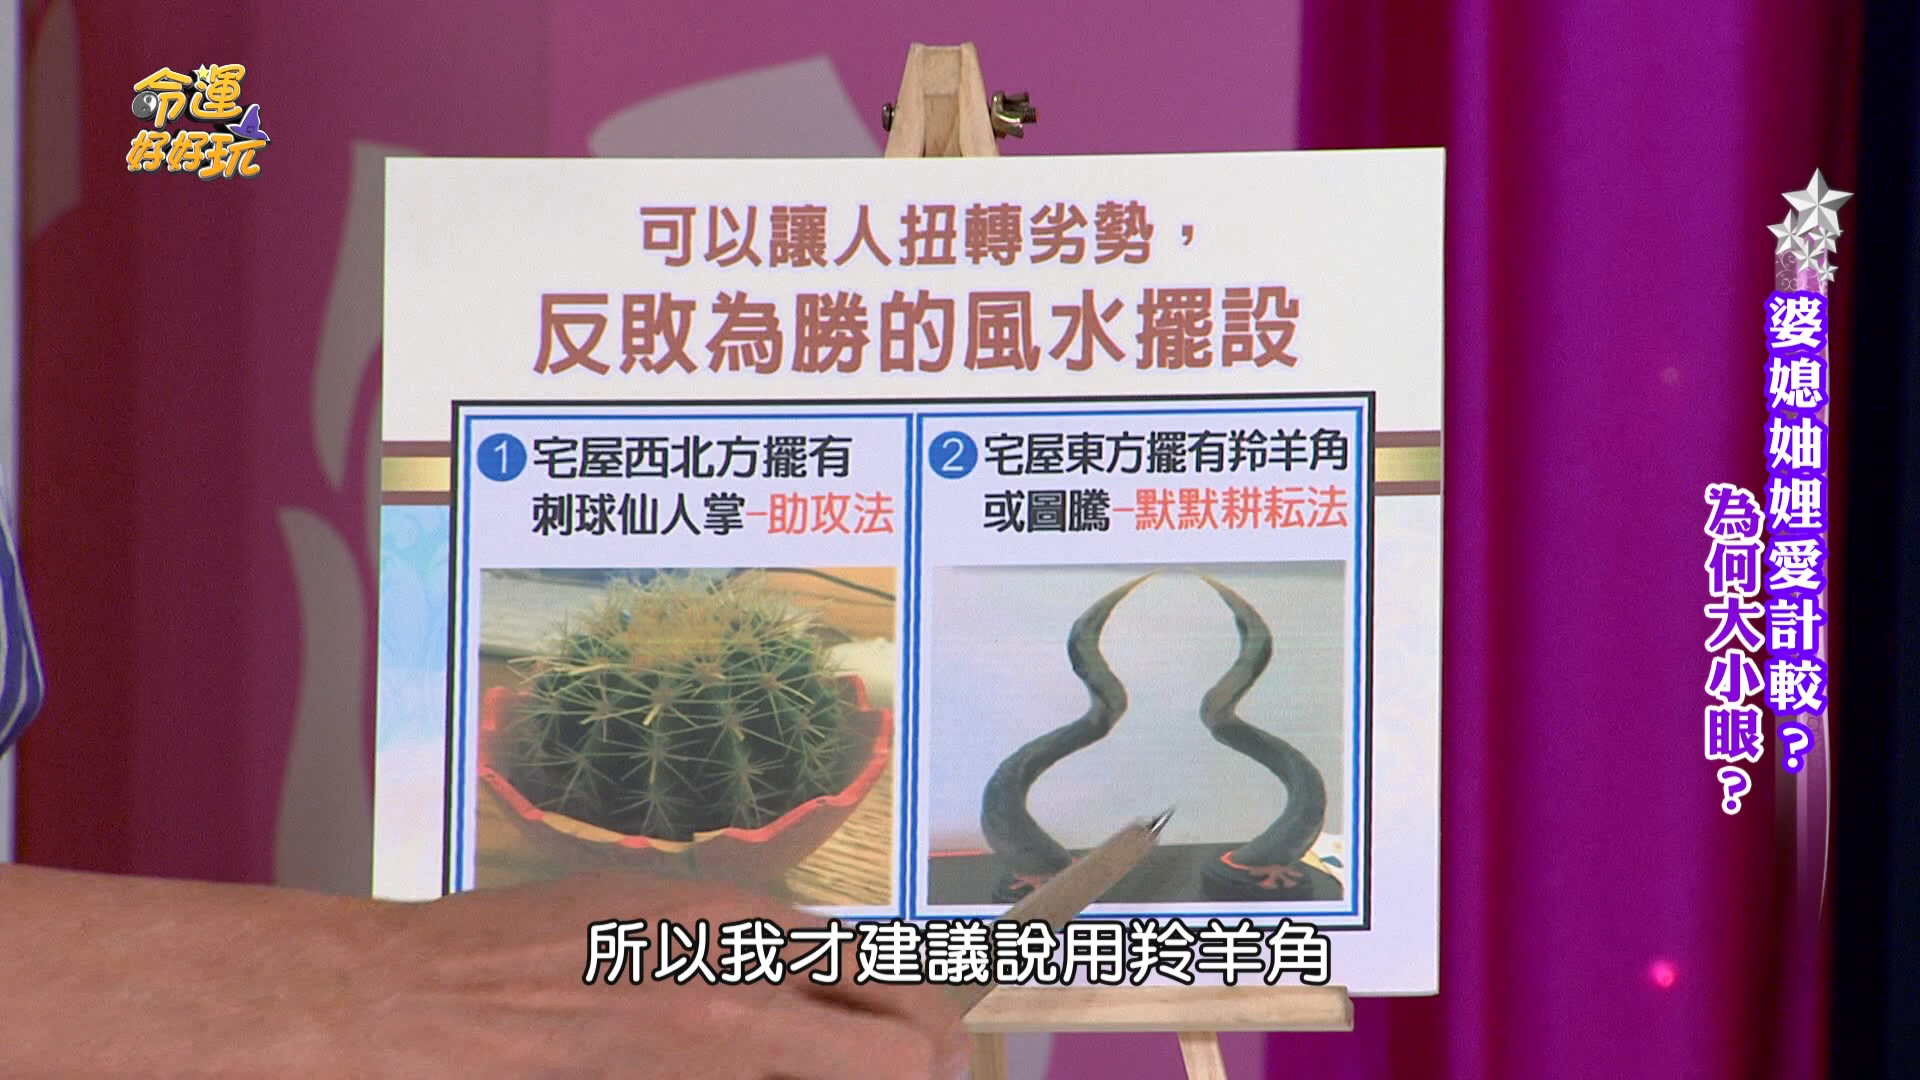 命運
好好玩
可以讓人扭轉劣勢，
反敗為勝的風水擺設
1 宅屋西北方擺有
刺球仙人掌-助攻法
2 宅屋東方擺有羚羊角
或圖騰-默默耕耘法
婆媳妯娌愛計較？
為何大小眼？
所以我才建議說用羚羊角